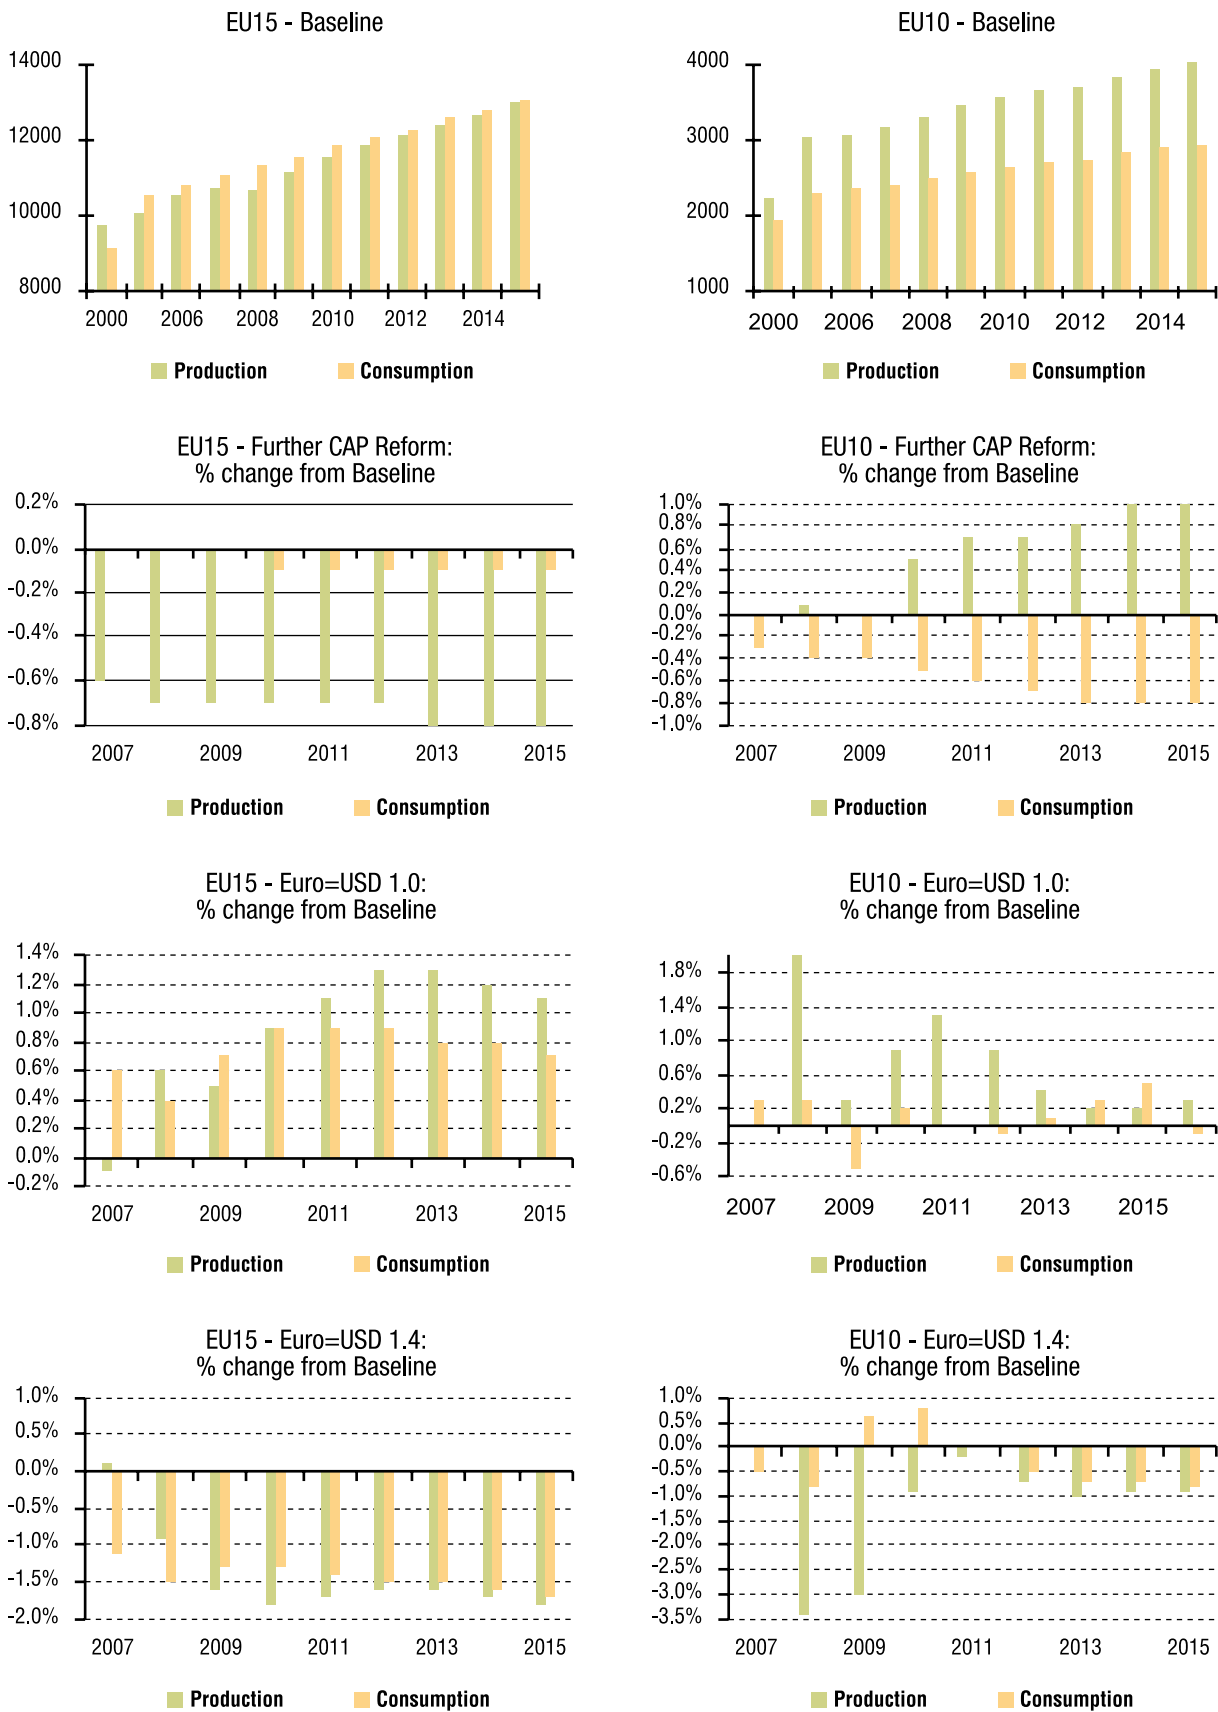 EU15 - Baseline
14000
12000
10000
8000
2000 2006 2008 2010 2012 2014
Production Consumption
EU10 - Baseline
4000
3000
2000
1000
2000 2006 2008 2010 2012 2014
Production Consumption
EU15 - Further CAP Reform:
% change from Baseline
0.2%
0.0%
-0.2%
-0.4%
-0.6%
-0.8%
2007 2009 2011 2013 2015
Production Consumption
EU10 - Further CAP Reform:
% change from Baseline
1.0%
0.8%
0.6%
0.4%
0.2%
0.0%
-0.2%
-0.4%
-0.6%
-0.8%
-1.0%
2007 2009 2011 2013 2015
Production Consumption
EU15 - Euro=USD 1.0:
% change from Baseline
1.4%
1.2%
1.0%
0.8%
0.6%
0.4%
0.2%
0.0%
-0.2%
2007 2009 2011 2013 2015
Production Consumption
EU10 - Euro=USD 1.0:
% change from Baseline
1.8%
1.4%
1.0%
0.6%
0.2%
-0.2%
-0.6%
2007 2009 2011 2013 2015
Production Consumption
EU15 - Euro=USD 1.4:
% change from Baseline
1.0%
0.5%
0.0%
-0.5%
-1.0%
-1.5%
-2.0%
2007 2009 2011 2013 2015
Production Consumption
EU10 - Euro=USD 1.4:
% change from Baseline
1.0%
0.5%
0.0%
-0.5%
-1.0%
-1.5%
-2.0%
-2.5%
-3.0%
-3.5%
2007 2009 2011 2013 2015
Production Consumption